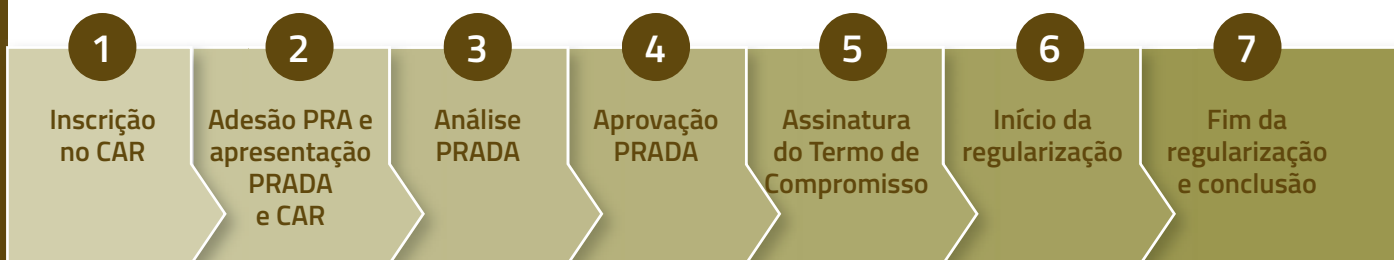 1
Inscrição
no CAR
2
Adesão PRA e
apresentação
PRADA
e CAR
3
Análise
PRADA
4
Aprovação
PRADA
5
Assinatura
do Termo de
Compromisso
6
Início da
regularização
7
Fim da
regularização
e conclusão